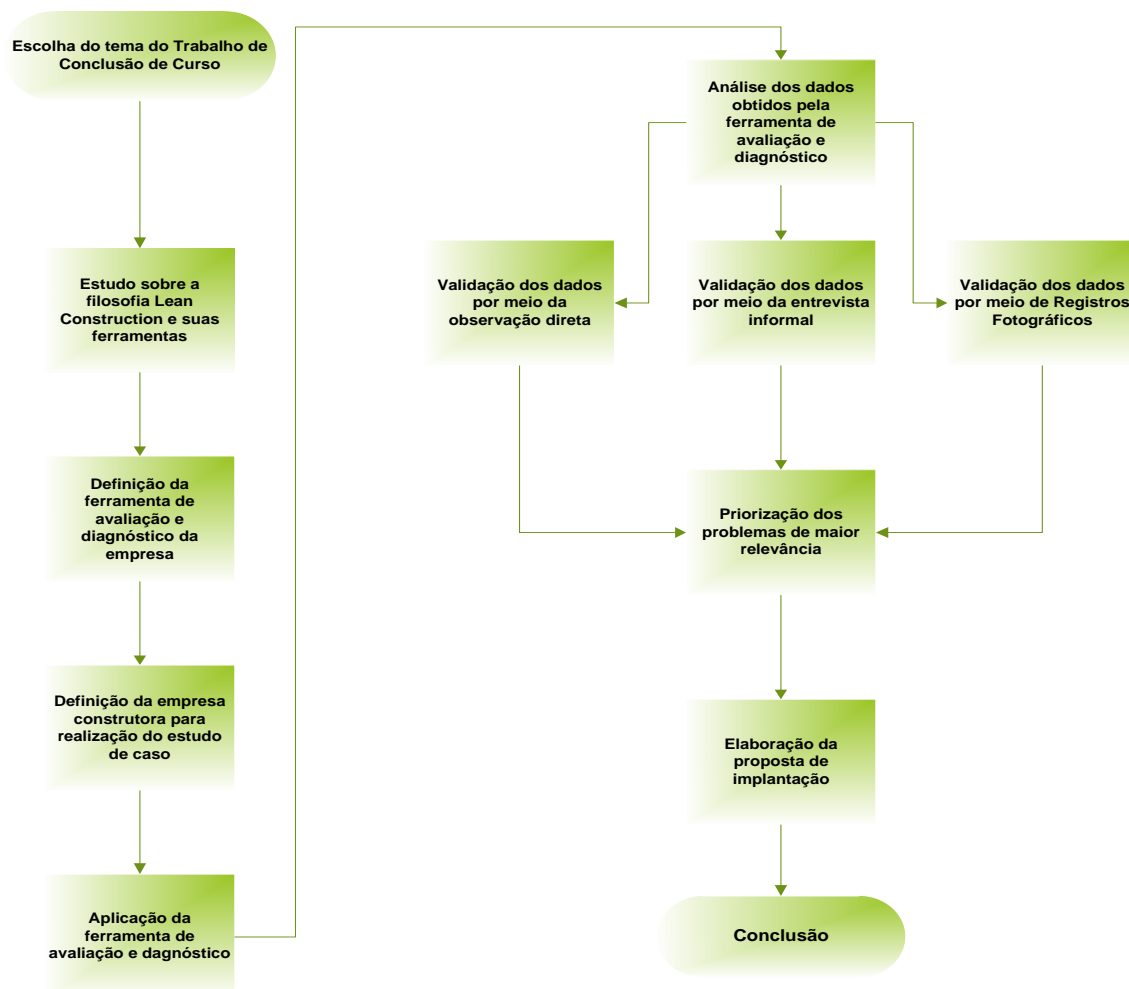 Escolha do tema do Trabalho de
Conclusão de Curso
Estudo sobre a
filosofia Lean
Construction e suas
ferramentas
Definição da
ferramenta de
avaliação e
diagnóstico da
empresa
Definição da empresa
construtora para
realização do estudo
de caso
Aplicação da
ferramenta de
avaliação e dagnóstico
Análise dos dados
obtidos pela
ferramenta de
avaliação e
diagnóstico
Validação dos dados
por meio da
observação direta
Validação dos dados
por meio da entrevista
informal
Validação dos dados
por meio de Registros
Fotográficos
Priorização dos
problemas de maior
relevância
Elaboração da
proposta de
implantação
Conclusão